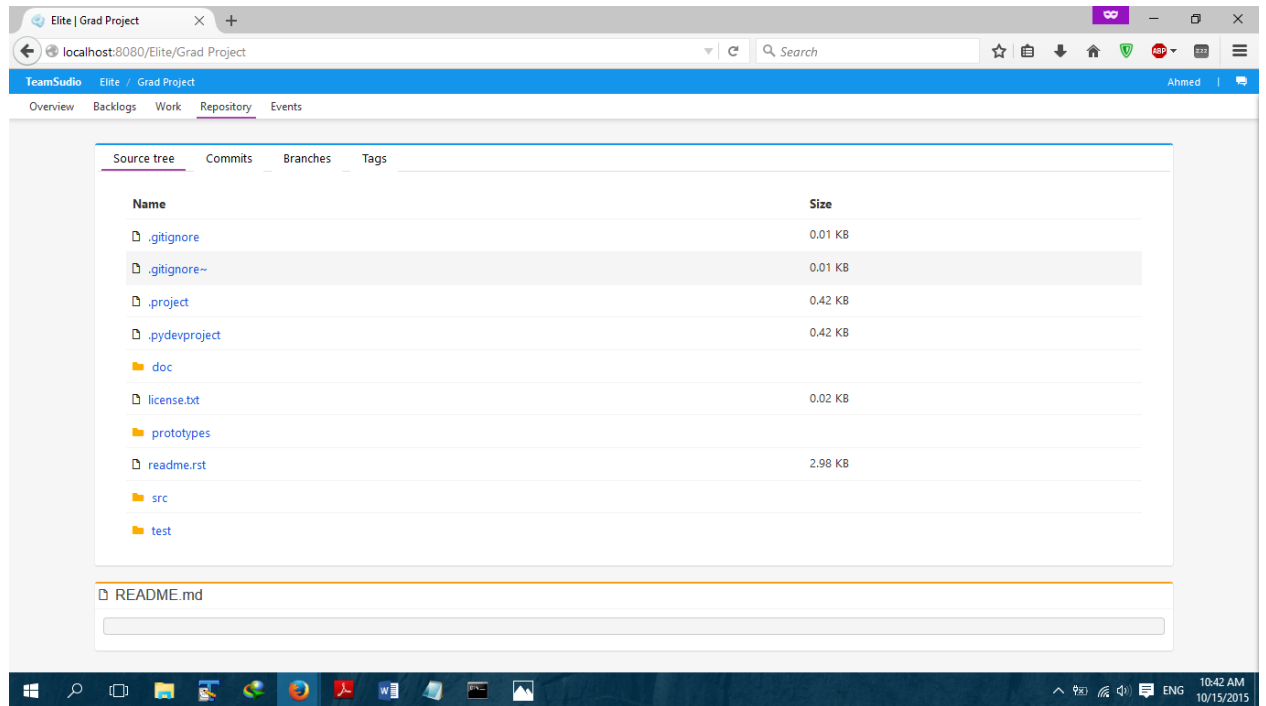 Elite | Grad Project
localhost:8080/Elite/Grad Project
Search
ABP
TeamSudio Elite / Grad Project Ahmed |
Overview Backlogs Work Repository Events
Source tree Commits Branches Tags
Name Size
.gitignore 0.01 KB
.gitignore~ 0.01 KB
.project 0.42 KB
.pydevproject 0.42 KB
doc
license.txt 0.02 KB
prototypes
readme.rst 2.98 KB
src
test
README.md
ENG 10:42 AM
10/15/2015